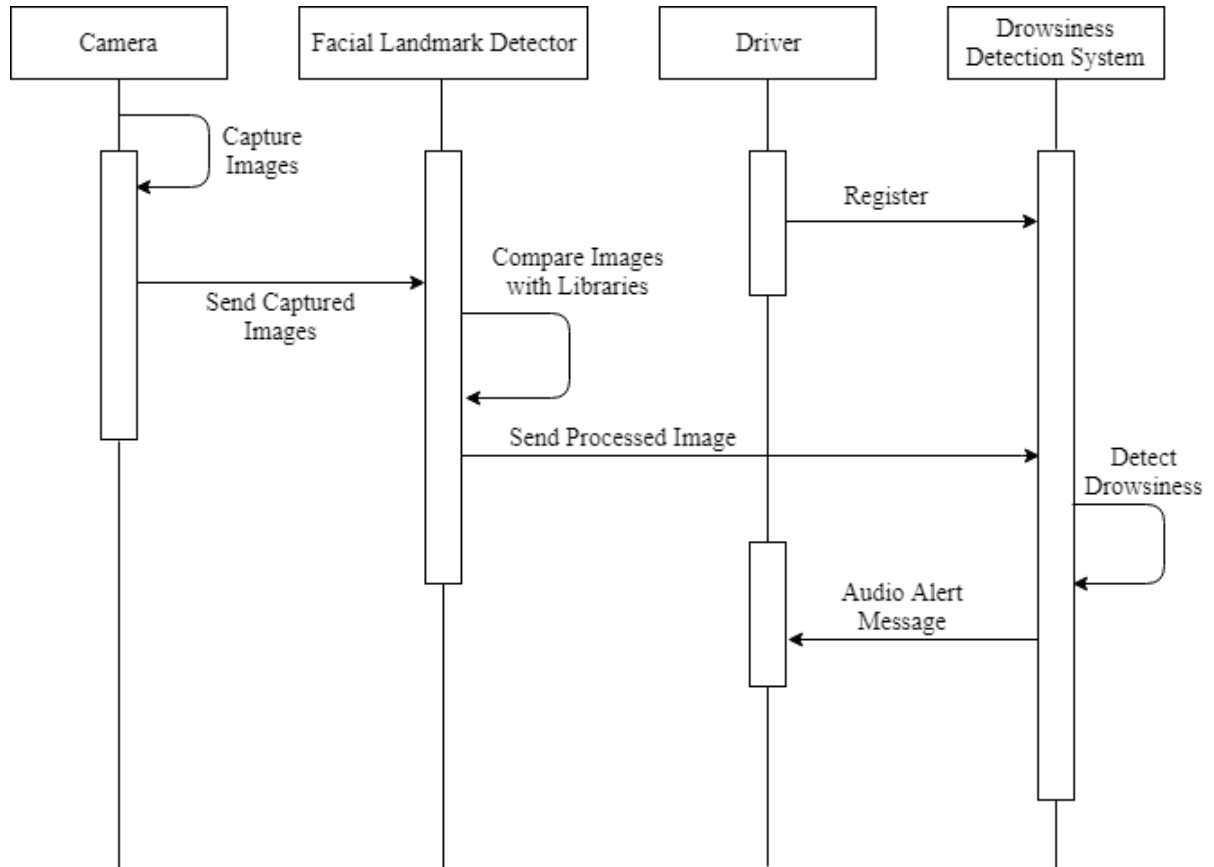 Camera
Facial Landmark Detector
Driver
Drowsiness
Detection System
Capture
Images
Register
Compare Images
with Libraries
Send Captured
Images
Send Processed Image
Detect
Drowsiness
Audio Alert
Message